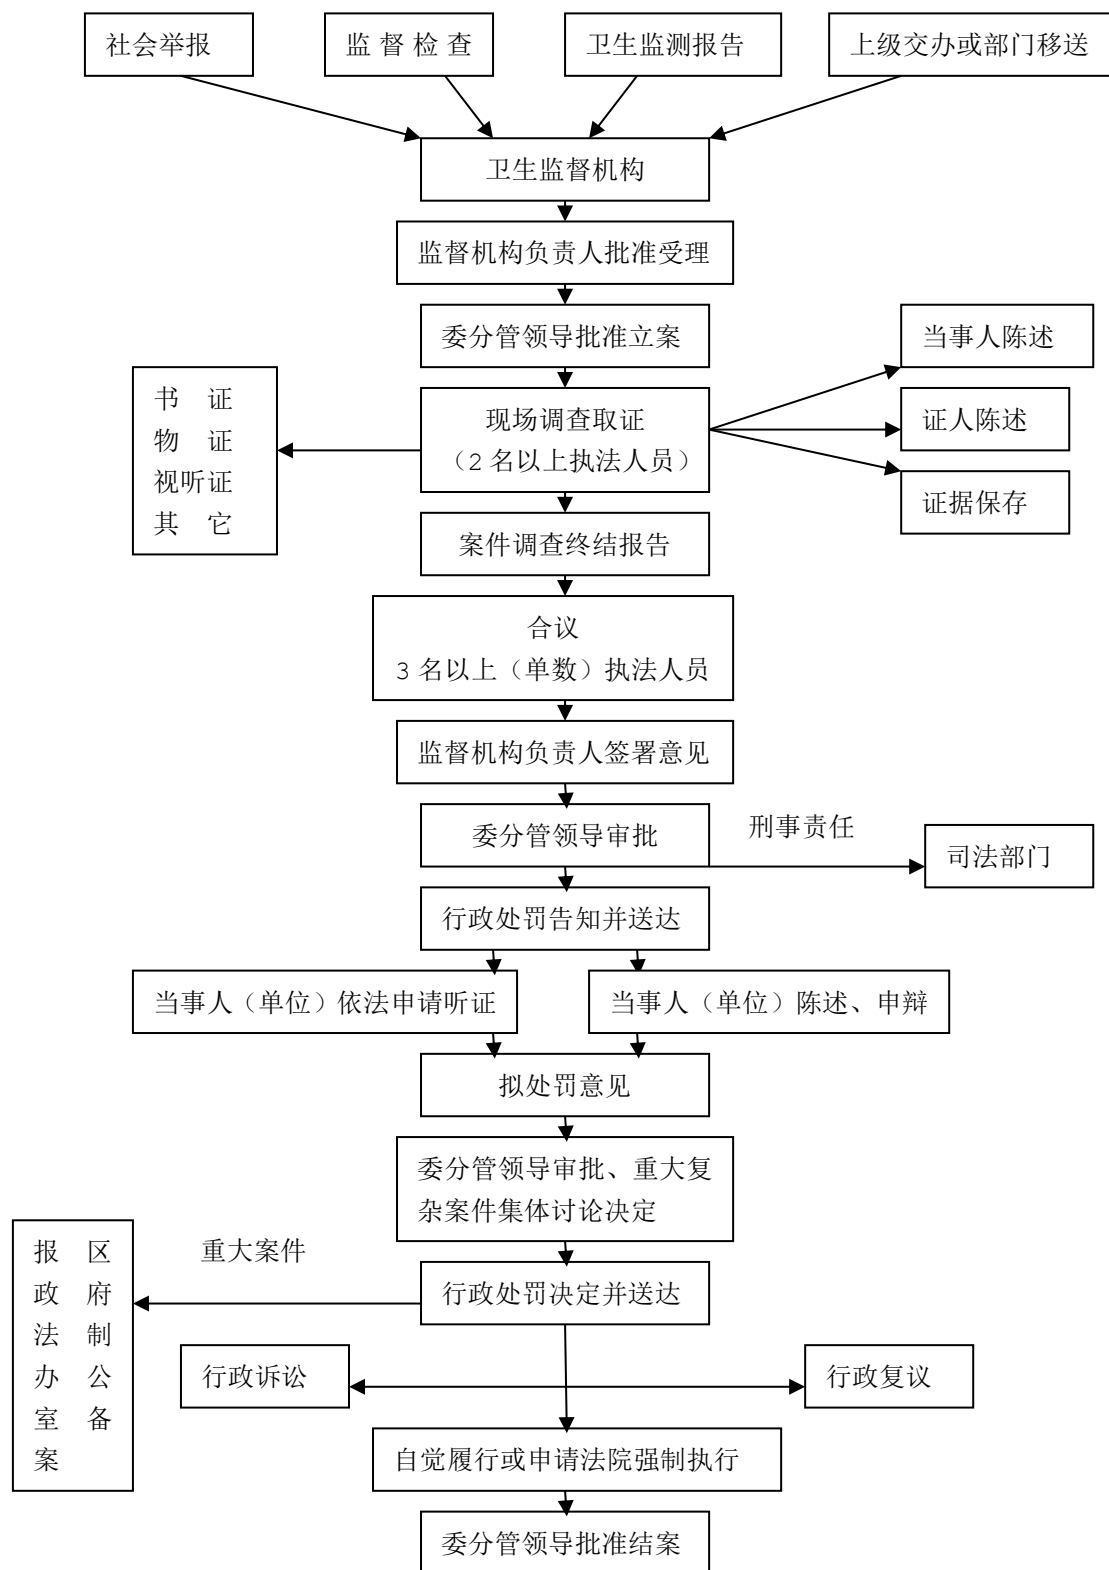 社会举报
监 督 检 查
卫生监测报告
上级交办或部门移送
卫生监督机构
监督机构负责人批准受理
委分管领导批准立案
当事人陈述
书 证
物 证
视听证
其 它
现场调查取证
（2 名以上执法人员）
证人陈述
证据保存
案件调查终结报告
合议
3 名以上（单数）执法人员
监督机构负责人签署意见
委分管领导审批
刑事责任
司法部门
行政处罚告知并送达
当事人（单位）依法申请听证
当事人（单位）陈述、申辩
拟处罚意见
委分管领导审批、重大复
杂案件集体讨论决定
报 区
政 府
法 制
办 公
室 备
案
重大案件
行政处罚决定并送达
行政诉讼
行政复议
自觉履行或申请法院强制执行
委分管领导批准结案